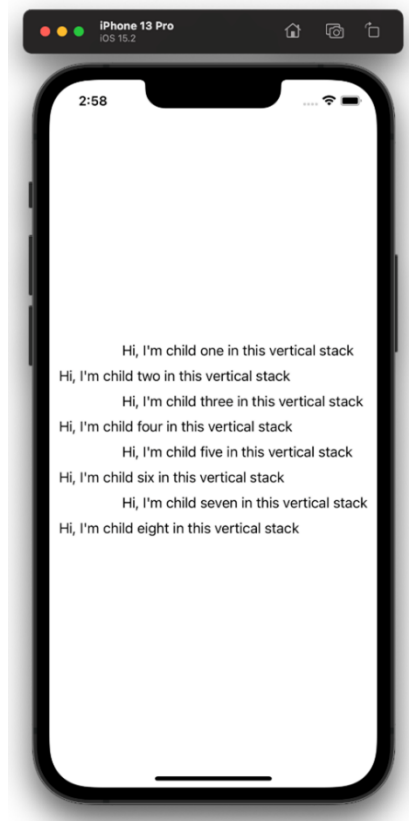 iPhone 13 Pro
iOS 15.2
2:58
Hi, I'm child one in this vertical stack
Hi, I'm child two in this vertical stack
Hi, I'm child three in this vertical stack
Hi, I'm child four in this vertical stack
Hi, I'm child five in this vertical stack
Hi, I'm child six in this vertical stack
Hi, I'm child seven in this vertical stack
Hi, I'm child eight in this vertical stack